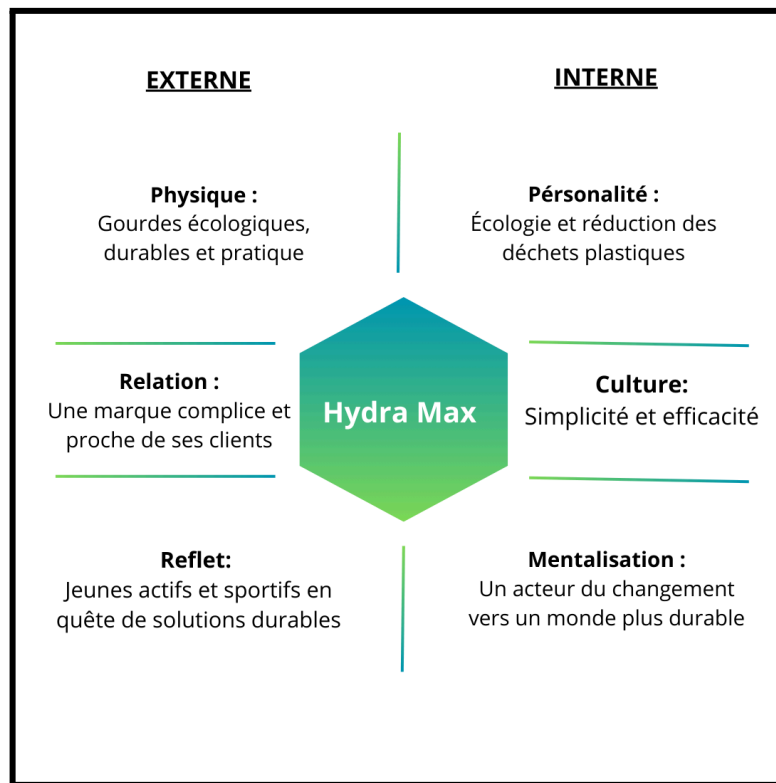 EXTERNE
INTERNE
Physique :
Gourdes écologiques,
durables et pratique
Pérsonalité :
Écologie et réduction des
déchets plastiques
Relation :
Une marque complice et
proche de ses clients
Hydra Max
Culture:
Simplicité et efficacité
Reflet:
Jeunes actifs et sportifs en
quête de solutions durables
Mentalisation :
Un acteur du changement
vers un monde plus durable